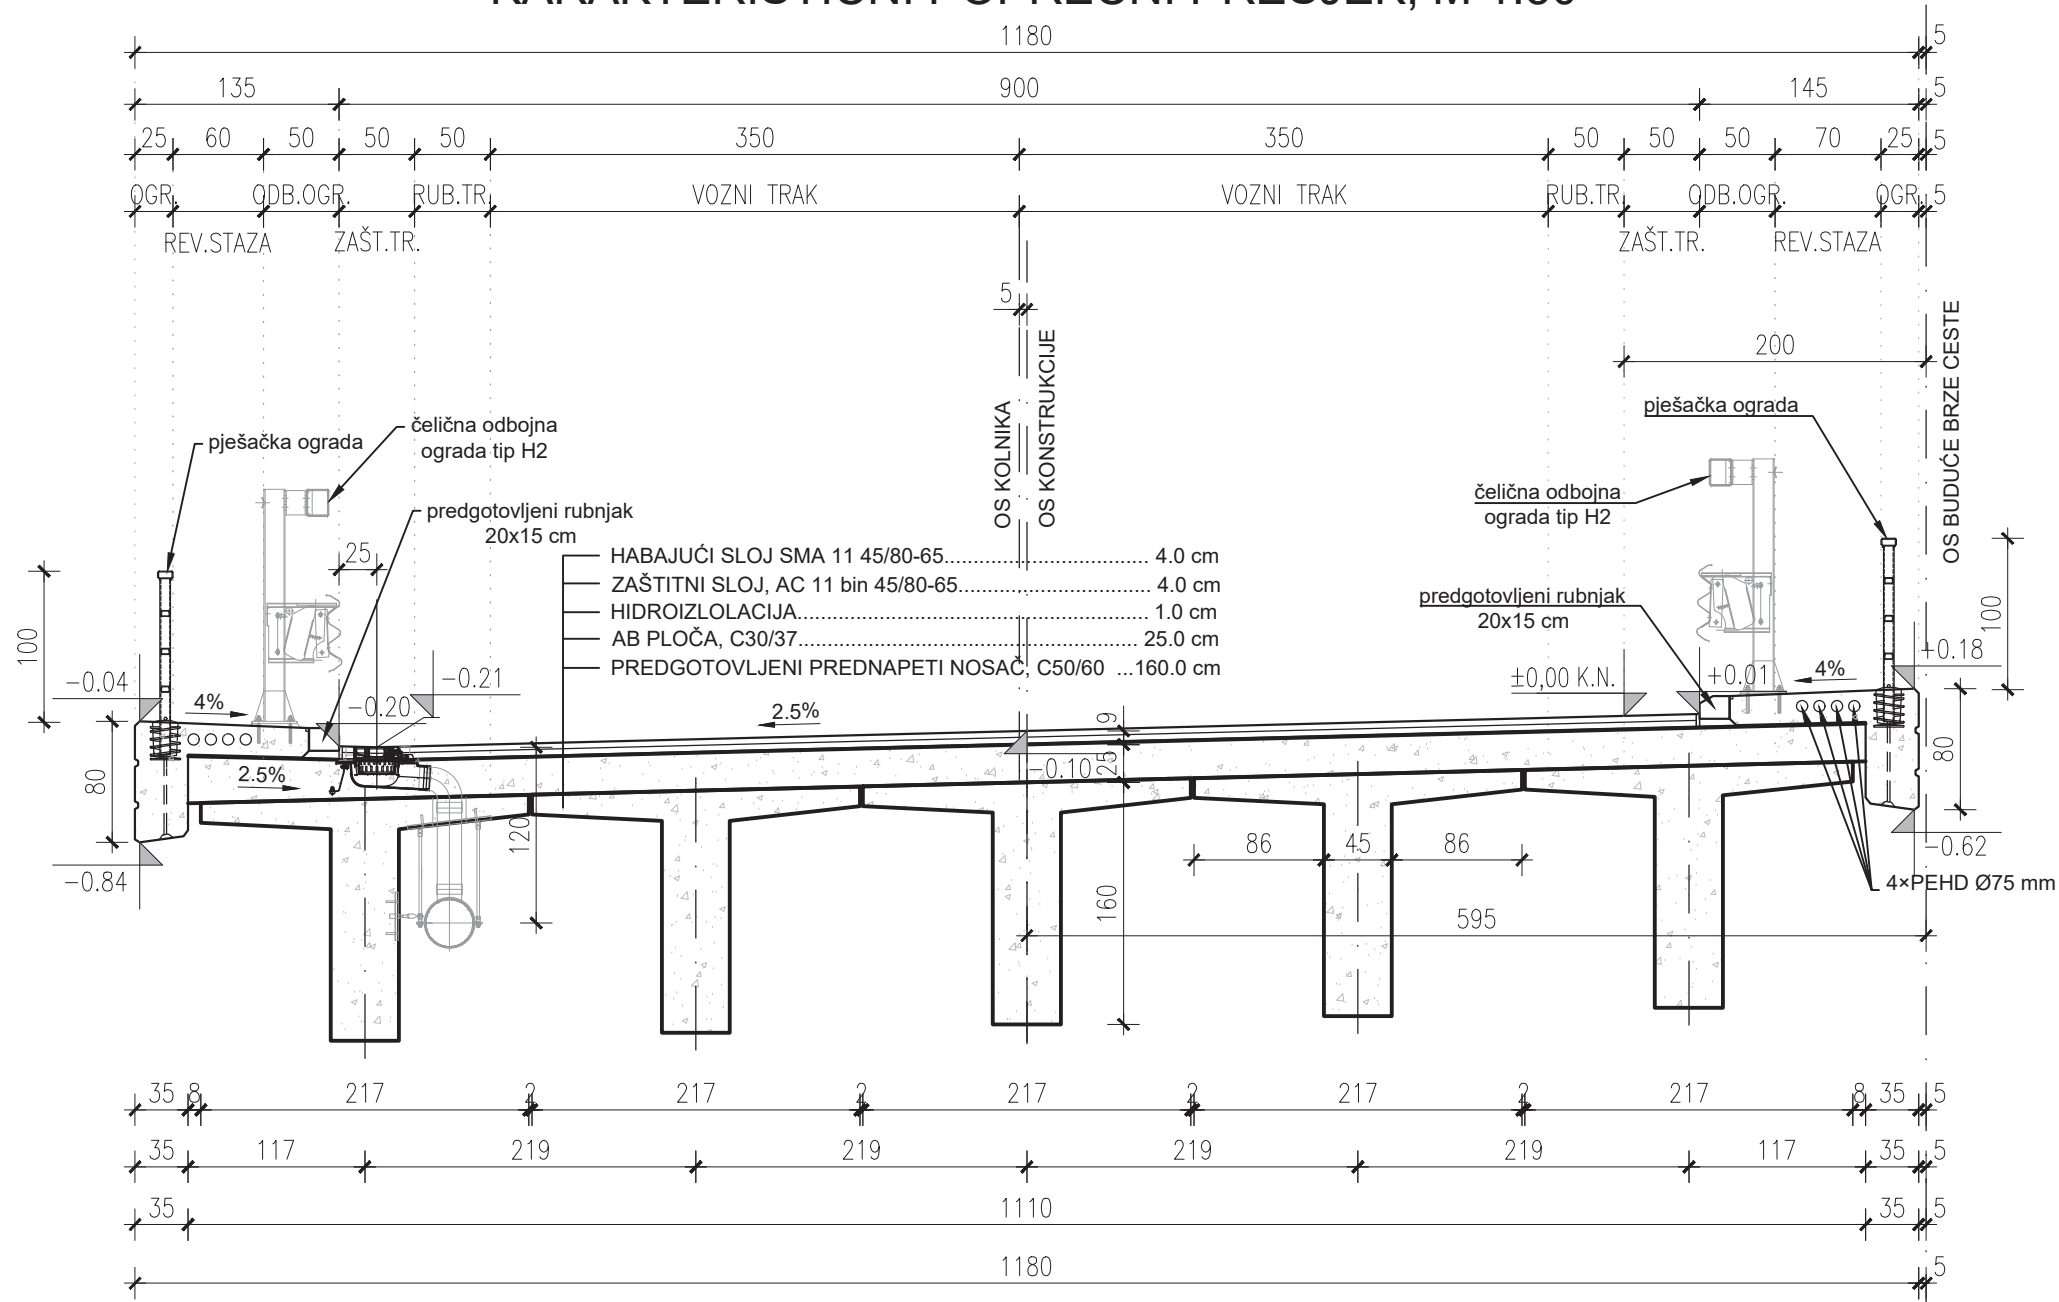 1180 5
135 900 145 5
25 60 50 50 50 350 350 50 50 50 70 25 5
OGR. ODB.OGR. RUB.TR. VOZNI TRAK VOZNI TRAK RUB.TR. ODB.OGR. OGR. 5
REV.STAZA ZAŠT.TR. ZAŠT.TR. REV.STAZA
5
OS KOLNIKA
OS KONSTRUKCIJE
200
OS BUDUĆE BRZE CESTE
pješačka ograda
čelična odbojna
ograda tip H2
predgotovljeni rubnjak
20x15 cm
25
pješačka ograda
čelična odbojna
ograda tip H2
predgotovljeni rubnjak
20x15 cm
HABAJUĆI SLOJ SMA 11 45/80-65................................... 4.0 cm
ZAŠTITNI SLOJ, AC 11 bin 45/80-65................................. 4.0 cm
HIDROIZLOLACIJA............................................................. 1.0 cm
AB PLOČA, C30/37.......................................................... 25.0 cm
PREDGOTOVLJENI PREDNAPETI NOSAČ, C50/60 ...160.0 cm
100
100
-0.04
4%
-0.20
-0.21
2.5%
±0,00 K.N.
+0.01
4%
+0.18
80
2.5%
9
25
-0.10
80
120
86 45 86
-0.62
-0.84
160
595
4×PEHD Ø75 mm
35 8 217 2 217 2 217 2 217 2 217 8 35 5
35 117 219 219 219 219 117 35 5
35 1110 35 5
1180 5